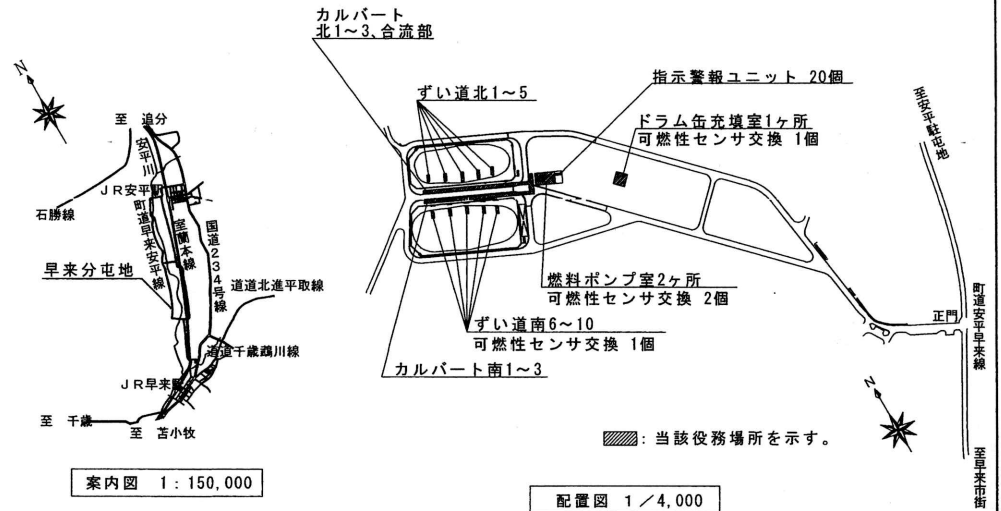 N
至 追分
安平川
JR安平駅
石勝線
町道早来安平線
室蘭本線
国道234号線
早来分屯地
道道北進平取線
道道千歳鵡川線
JR早来駅
至 千歳
至 苫小牧
案内図 1:150,000
カルバート
北1~3、合流部
ずい道北1~5
指示警報ユニット 20個
ドラム缶充填室1ヶ所
可燃性センサ交換 1個
至安平駐屯地
燃料ポンプ室2ヶ所
可燃性センサ交換 2個
ずい道南6~10
可燃性センサ交換 1個
カルバート南1~3
正門
町道安平早来線
N
:当該役務場所を示す。
至早来市街
配置図 1/4,000